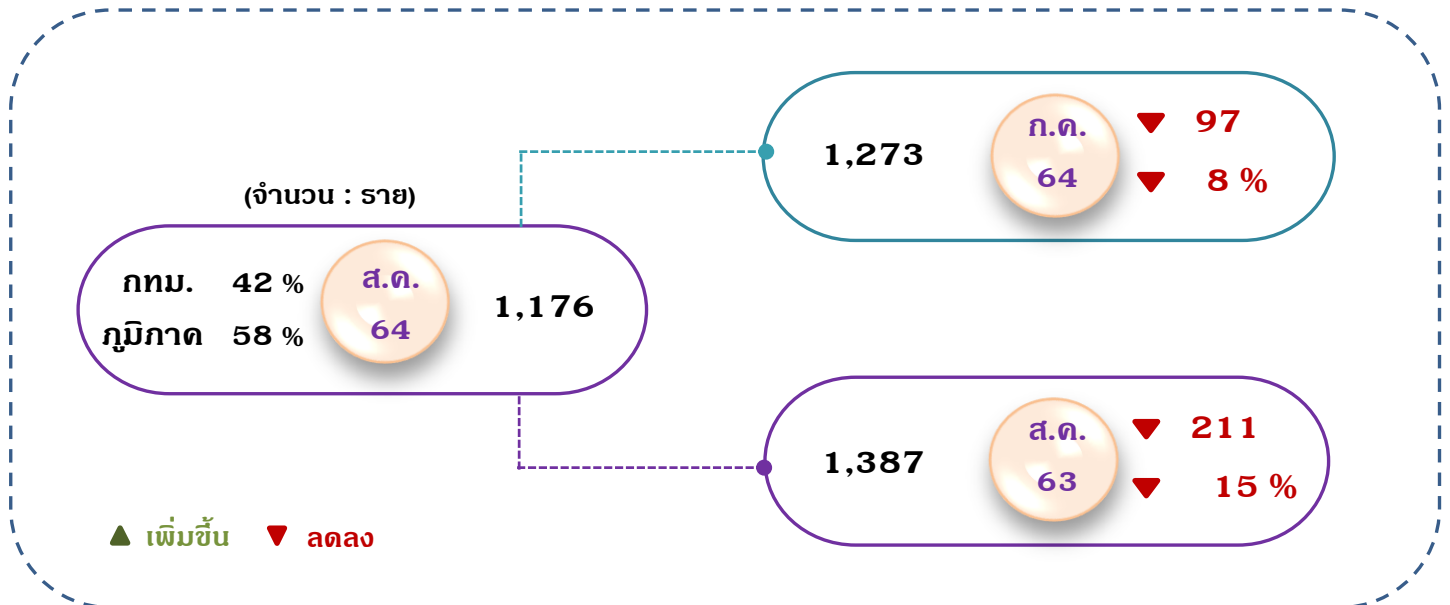 (จำนวน : ราย)
กทม. 42 %
ภูมิภาค 58 %
ส.ค.
64
1,176
1,273
ก.ค.
64
▼ 97
▼ 8 %
1,387
ส.ค.
63
▼ 211
▼ 15 %
▲ เพิ่มขึ้น ▼ ลดลง